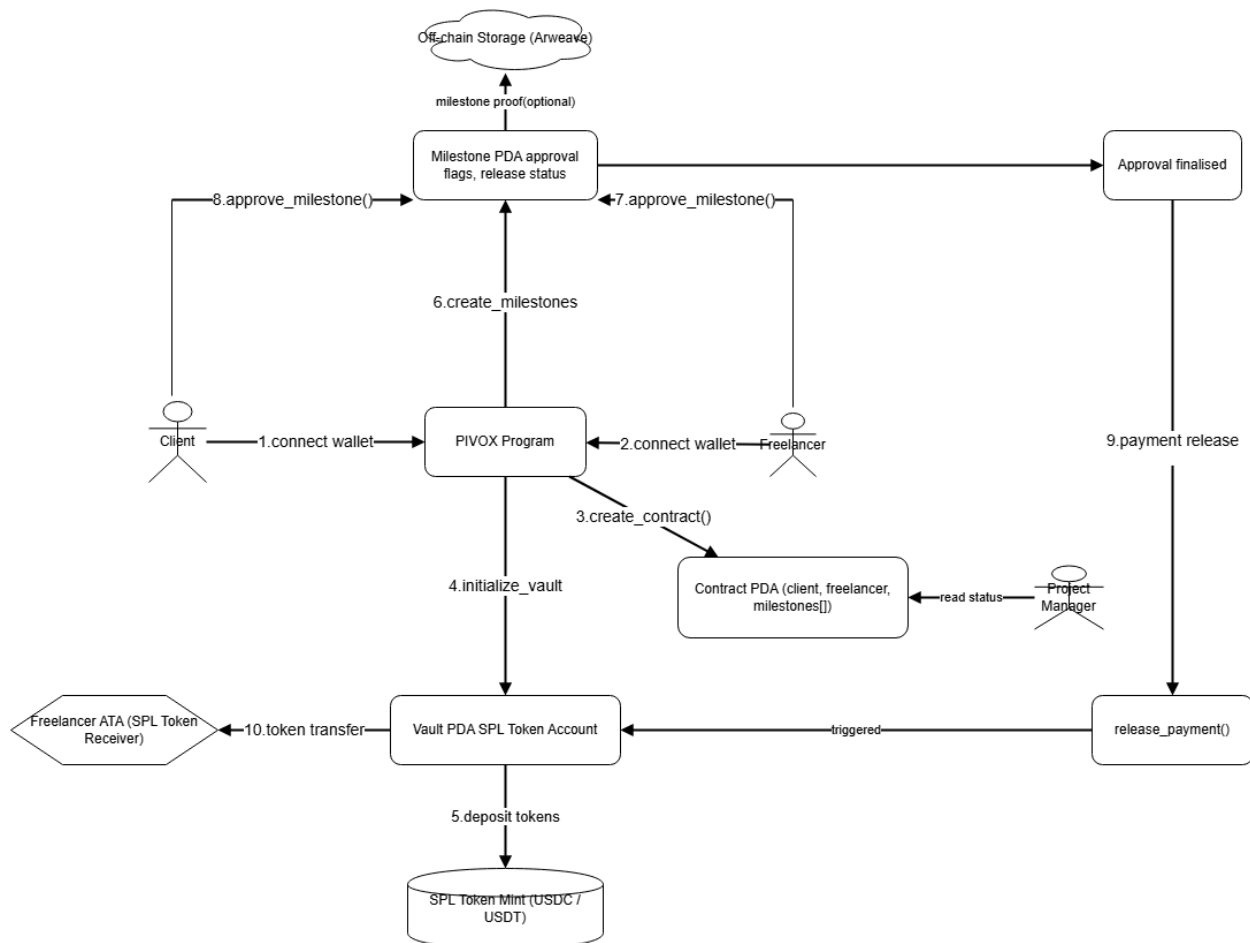 Off-chain Storage (Arweave)
milestone proof(optional)
Milestone PDA approval
flags, release status
Approval finalised
8.approve_milestone()
7.approve_milestone()
6.create_milestones
Client
1.connect wallet
PIVOX Program
2.connect wallet
Freelancer
9.payment release
3.create_contract()
4.initialize_vault
Contract PDA (client, freelancer,
milestones[])
read status
Project
Manager
Freelancer ATA (SPL Token
Receiver)
10.token transfer
Vault PDA SPL Token Account
triggered
release_payment()
5.deposit tokens
SPL Token Mint (USDC /
USDT)